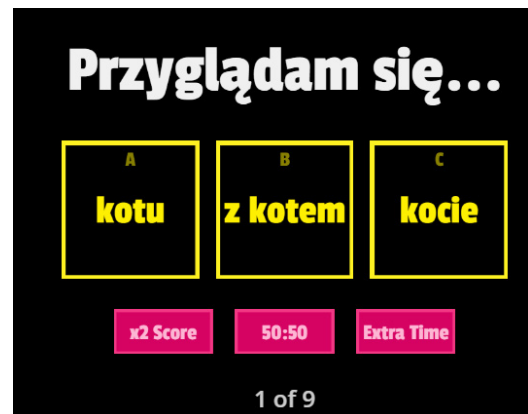 Przyglądam się...
A
kotu
B
z kotem
C
kocie
x2 Score
50:50
Extra Time
1 of 9